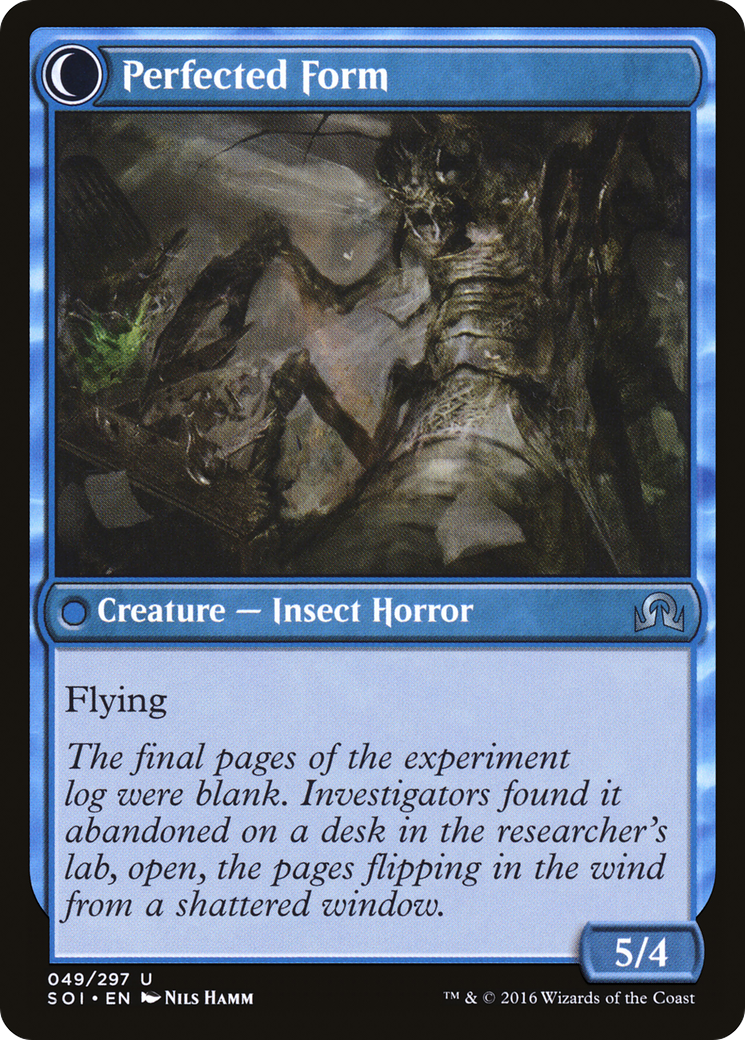 Perfected Form
Creature — Insect Horror
Flying
The final pages of the experiment
log were blank. Investigators found it
abandoned on a desk in the researcher's
lab, open, the pages flipping in the wind
from a shattered window.
5/4
049/297 U
SOI • EN Nils Hamm
™ & © 2016 Wizards of the Coast